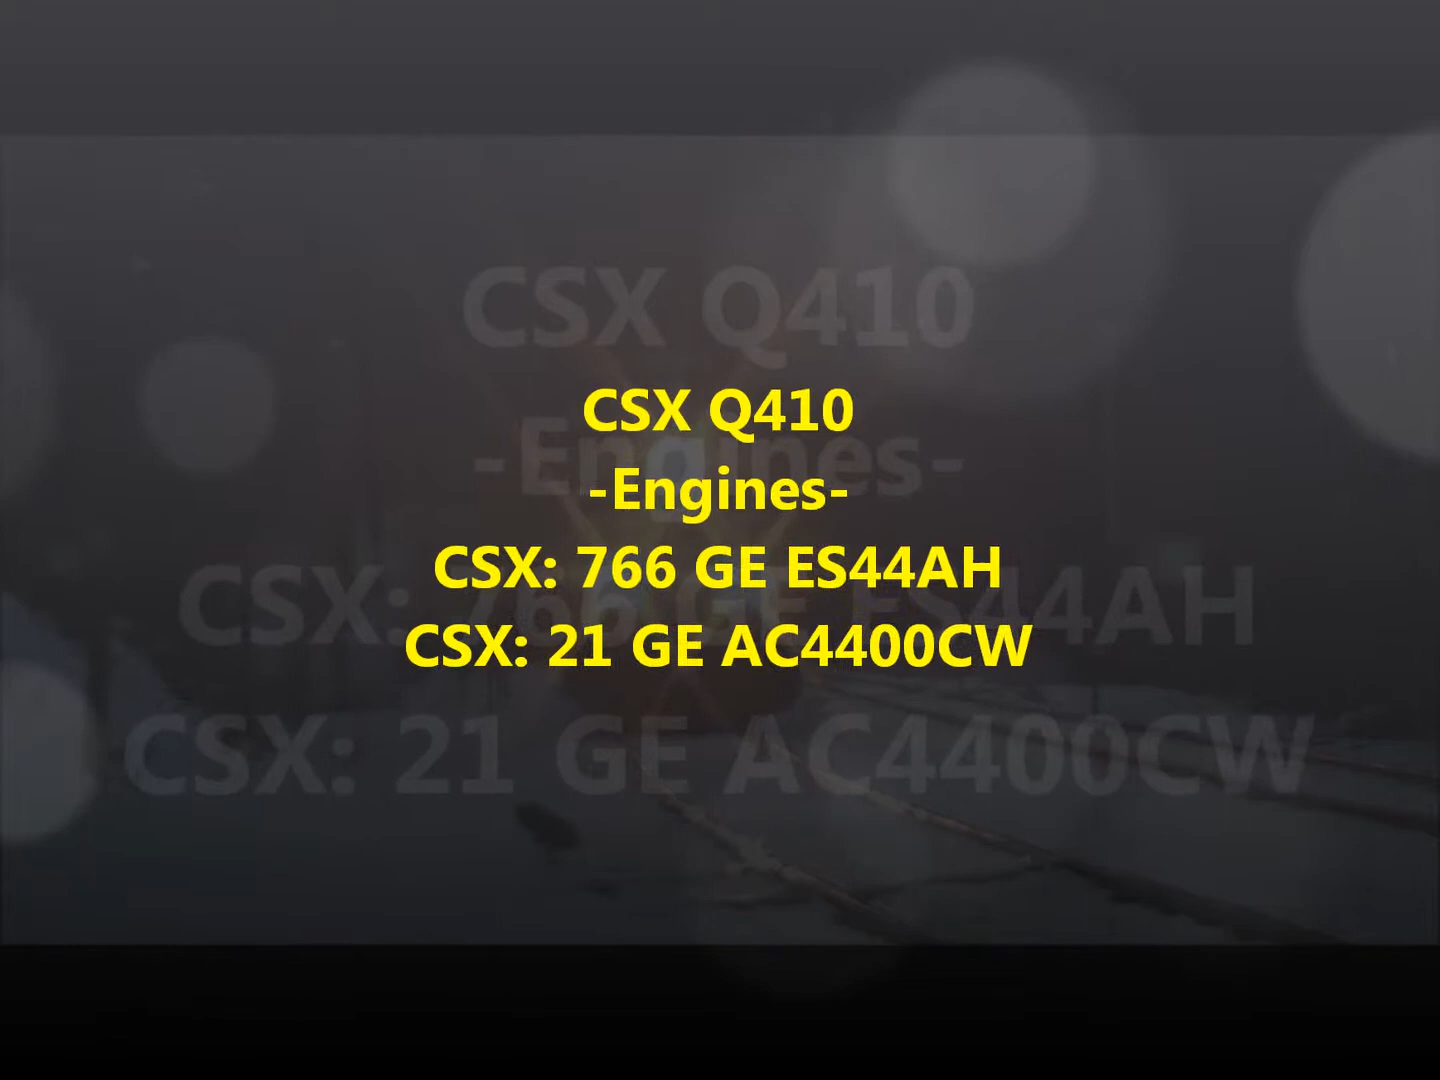 CSX Q410
-Engines-
CSX: 766 GE ES44AH
CSX: 21 GE AC4400CW